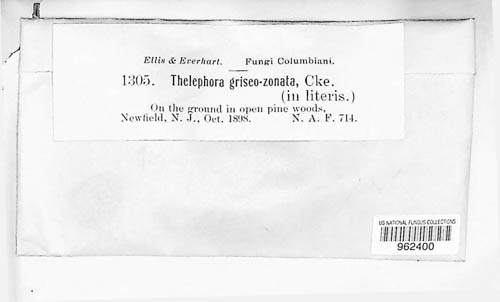 Ellis & Everhart. Fungi Columbiani.
1305. Thelephora griseo-zonata, Cke.
(in literis.)
On the ground in open pine woods,
Newfield, N. J., Oct. 1898. N. A. F. 714.
US NATIONAL FUNGUS COLLECTIONS
962400